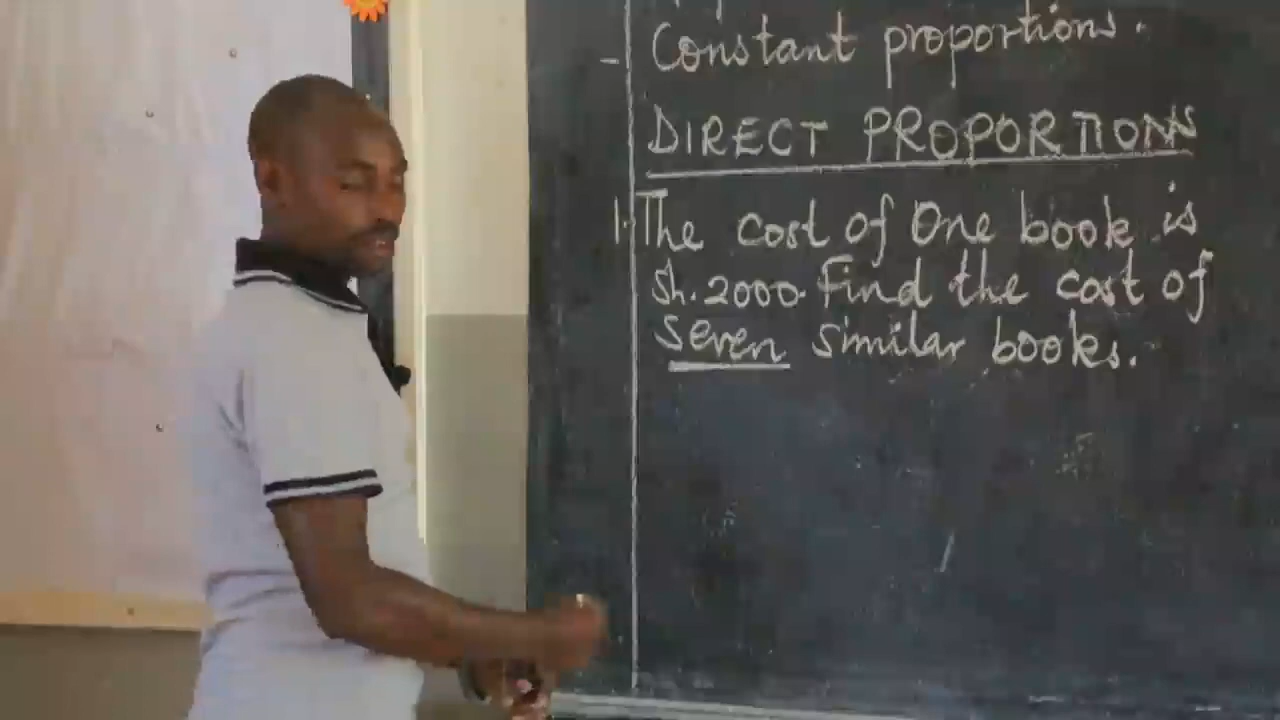 - Constant proportions.
DIRECT PROPORTIONS
1. The cost of One book is
Sh. 2000. Find the cost of
Seven similar books.